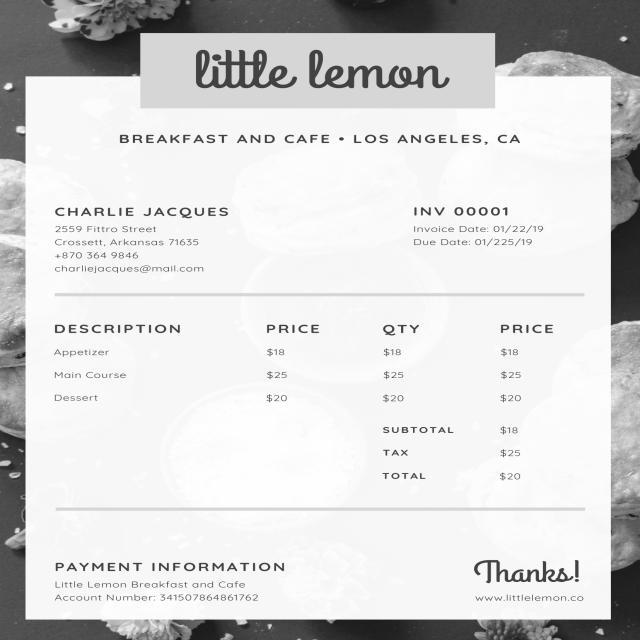 little lemon
BREAKFAST AND CAFE • LOS ANGELES, CA
CHARLIE JACQUES
2559 Fittro Street
Crossett, Arkansas 71635
+870 364 9846
charliejacques@mail.com
INV 00001
Invoice Date: 01/22/19
Due Date: 01/225/19
DESCRIPTION PRICE QTY PRICE
Appetizer $18 $18 $18
Main Course $25 $25 $25
Dessert $20 $20 $20
SUBTOTAL $18
TAX $25
TOTAL $20
PAYMENT INFORMATION
Little Lemon Breakfast and Cafe
Account Number: 341507864861762
Thanks!
www.littlelemon.co